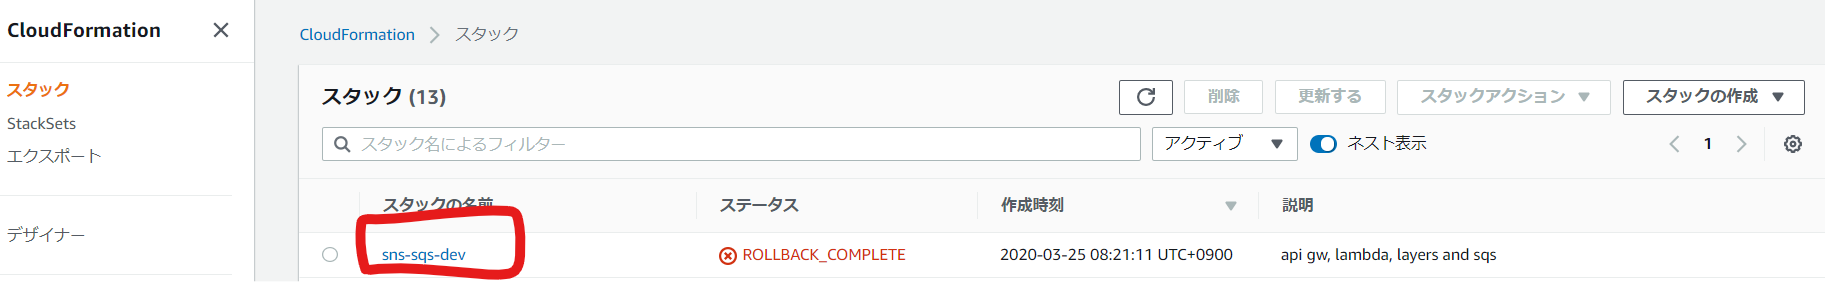 CloudFormation
スタック
StackSets
エクスポート
デザイナー
CloudFormation > スタック
スタック (13)
削除
更新する
スタックアクション
スタックの作成
スタック名によるフィルター
アクティブ
ネスト表示
1
スタックの名前 ステータス 作成時刻 説明
sns-sqs-dev ROLLBACK_COMPLETE 2020-03-25 08:21:11 UTC+0900 api gw, lambda, layers and sqs